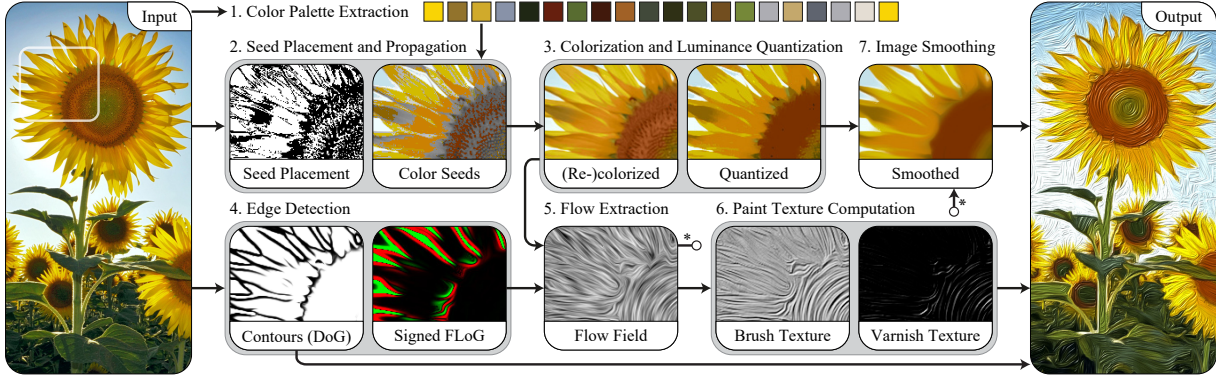 Input
1. Color Palette Extraction
Output
2. Seed Placement and Propagation
3. Colorization and Luminance Quantization
7. Image Smoothing
Seed Placement
Color Seeds
(Re-)colorized
Quantized
Smoothed
*
4. Edge Detection
5. Flow Extraction
6. Paint Texture Computation
*
Contours (DoG)
Signed FLoG
Flow Field
Brush Texture
Varnish Texture